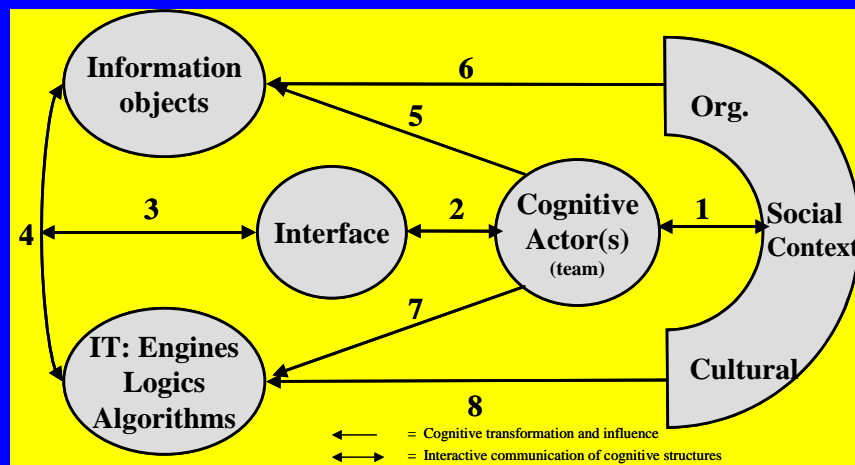 Information
objects
6
Org.
5
3
4
Interface
2
Cognitive
Actor(s)
(team)
1
Social
Context
7
IT: Engines
Logics
Algorithms
Cultural
8
= Cognitive transformation and influence
= Interactive communication of cognitive structures